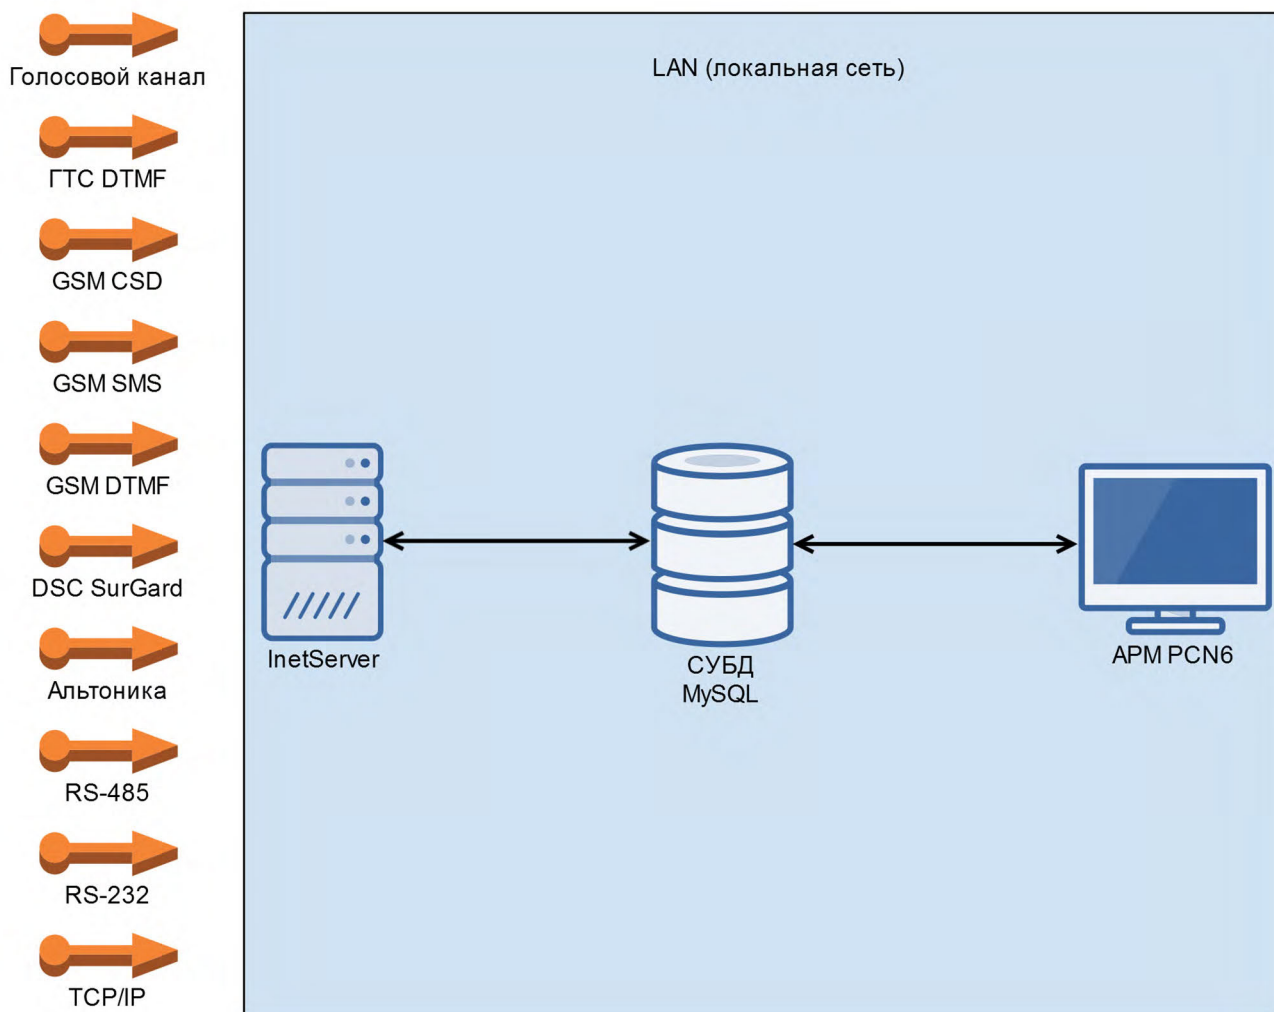 Голосовой канал
ГТС DTMF
GSM CSD
GSM SMS
GSM DTMF
DSC SurGard
Альтоника
RS-485
RS-232
TCP/IP
LAN (локальная сеть)
InetServer
СУБД
MySQL
АРМ PCN6